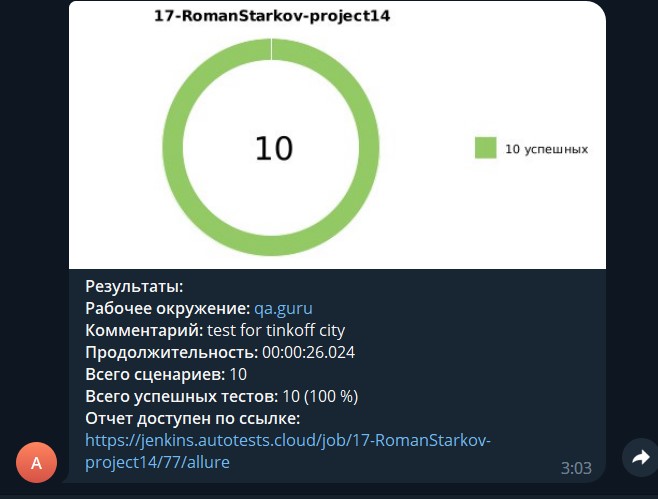 17-RomanStarkov-project14
10
10 успешных
Результаты:
Рабочее окружение: qa.guru
Комментарий: test for tinkoff city
Продолжительность: 00:00:26.024
Всего сценариев: 10
Всего успешных тестов: 10 (100 %)
Отчет доступен по ссылке:
https://jenkins.autotests.cloud/job/17-RomanStarkov-
project14/77/allure
A
3:03